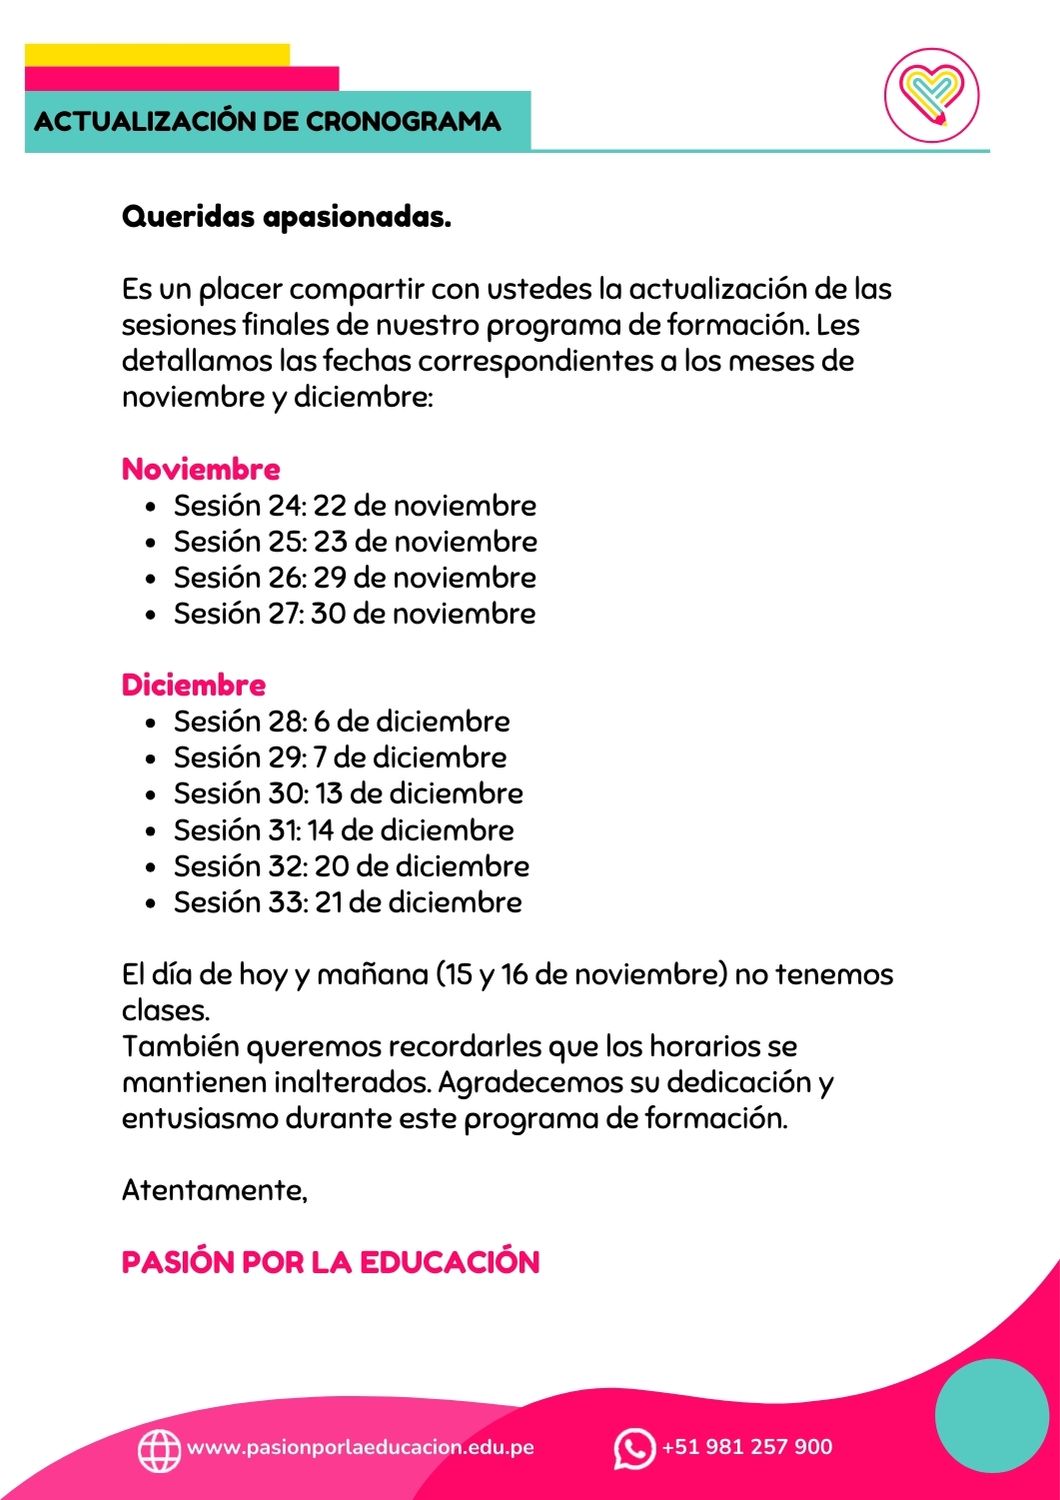 ACTUALIZACIÓN DE CRONOGRAMA
Queridas apasionadas.
Es un placer compartir con ustedes la actualización de las
sesiones finales de nuestro programa de formación. Les
detallamos las fechas correspondientes a los meses de
noviembre y diciembre:
Noviembre
• Sesión 24: 22 de noviembre
• Sesión 25: 23 de noviembre
• Sesión 26: 29 de noviembre
• Sesión 27: 30 de noviembre
Diciembre
• Sesión 28: 6 de diciembre
• Sesión 29: 7 de diciembre
• Sesión 30: 13 de diciembre
• Sesión 31: 14 de diciembre
• Sesión 32: 20 de diciembre
• Sesión 33: 21 de diciembre
El día de hoy y mañana (15 y 16 de noviembre) no tenemos
clases.
También queremos recordarles que los horarios se
mantienen inalterados. Agradecemos su dedicación y
entusiasmo durante este programa de formación.
Atentamente,
PASIÓN POR LA EDUCACIÓN
www.pasionporlaeducacion.edu.pe
+51 981 257 900